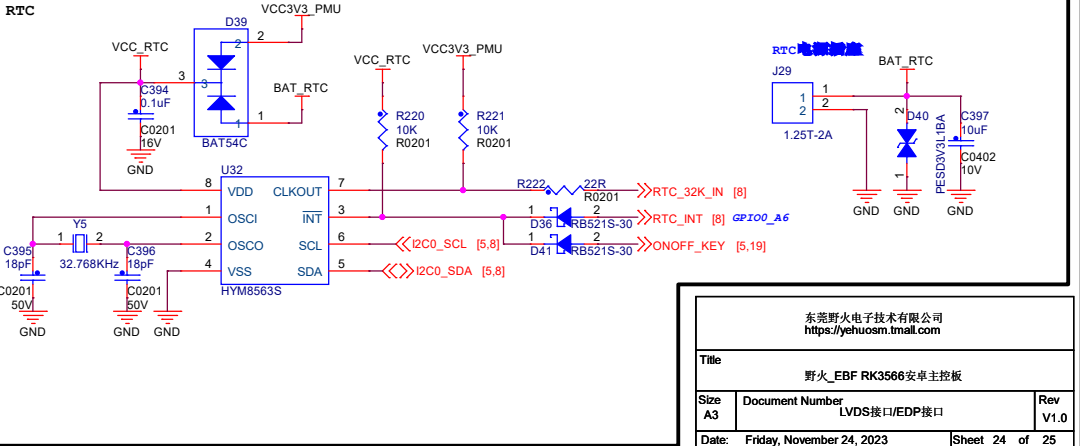 RTC
VCC3V3_PMU
D39
2
2
VCC_RTC
3
3
C394
0.1uF
C0201
16V
GND
BAT_RTC
1
1
BAT54C
VCC_RTC
VCC3V3_PMU
R220
10K
R0201
R221
10K
R0201
RTC
J29
1
2
1
2
1.25T-2A
BAT_RTC
D40
2
1
PESD3V3L1BA
C397
10uF
C0402
10V
GND
GND
GND
U32
8
VDD
CLKOUT
7
R222
22R
R0201
RTC_32K_IN [8]
1
OSCI
INT
3
D36
1
2
RB521S-30
RTC_INT [8] GPIO0_A6
2
OSCO
SCL
6
I2C0_SCL [5,8]
D41
1
2
RB521S-30
ONOFF_KEY [5,19]
4
VSS
SDA
5
I2C0_SDA [5,8]
HYM8563S
Y5
1
2
32.768KHz
C395
18pF
C0201
50V
GND
C396
18pF
C0201
50V
GND
GND
东莞野火电子技术有限公司
https://yehuosm.tmall.com
Title
野火_EBF RK3566安卓主控板
Size
A3
Document Number
LVDS接口/EDP接口
Rev
V1.0
Date: Friday, November 24, 2023
Sheet 24 of 25